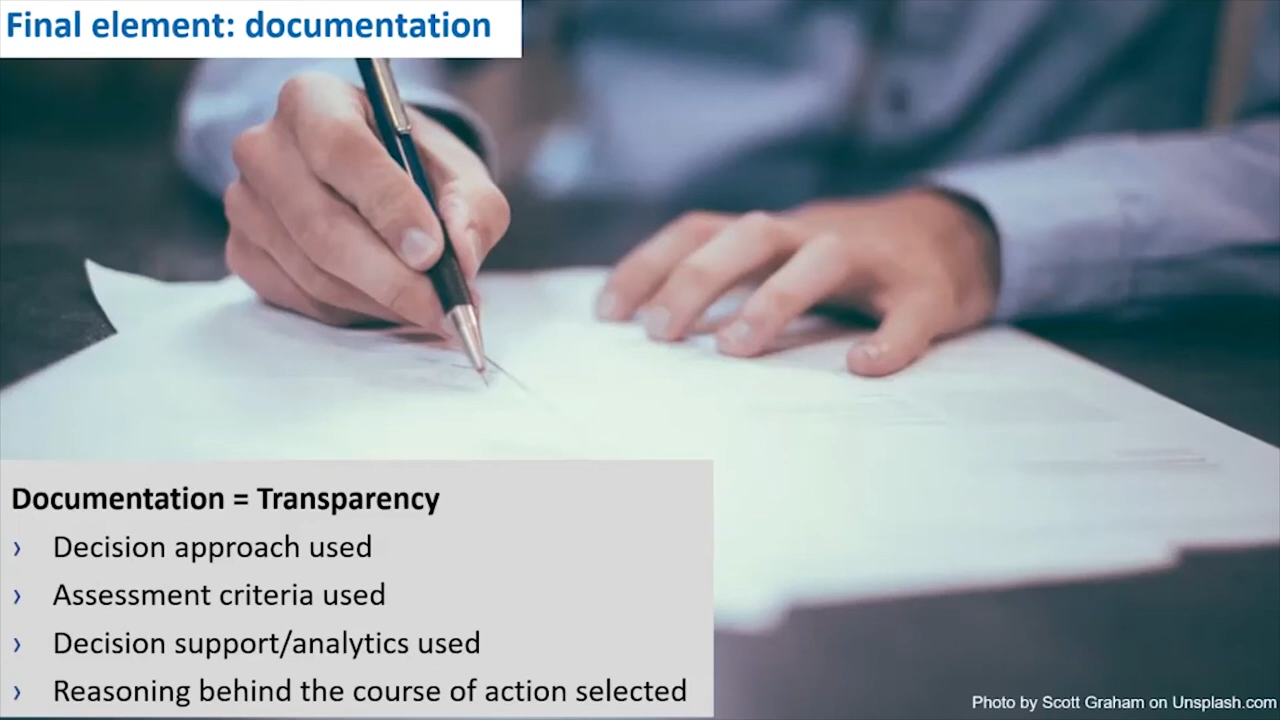 Final element: documentation
Documentation = Transparency
› Decision approach used
› Assessment criteria used
› Decision support/analytics used
› Reasoning behind the course of action selected
Photo by Scott Graham on Unsplash.com